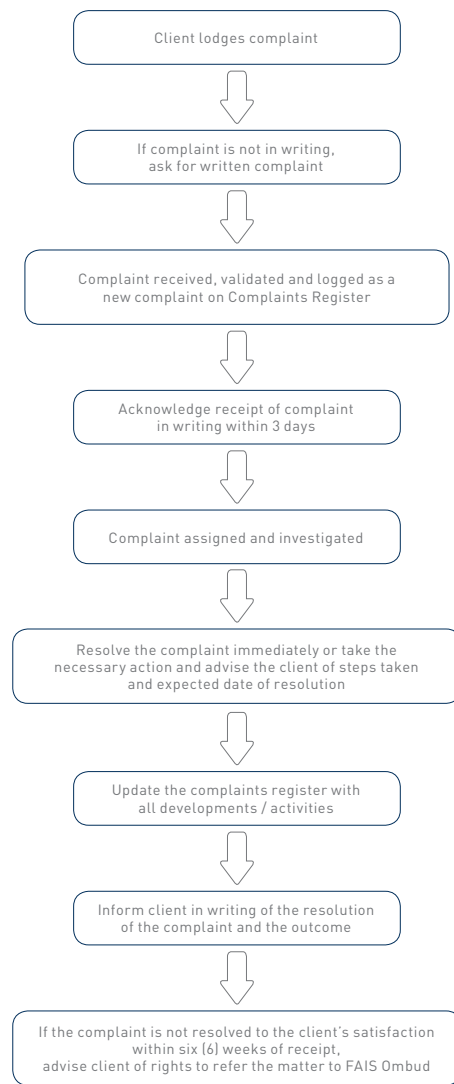 Client lodges complaint
If complaint is not in writing,
ask for written complaint
Complaint received, validated and logged as a
new complaint on Complaints Register
Acknowledge receipt of complaint
in writing within 3 days
Complaint assigned and investigated
Resolve the complaint immediately or take the
necessary action and advise the client of steps taken
and expected date of resolution
Update the complaints register with
all developments / activities
Inform client in writing of the resolution
of the complaint and the outcome
If the complaint is not resolved to the client's satisfaction
within six (6) weeks of receipt,
advise client of rights to refer the matter to FAIS Ombud